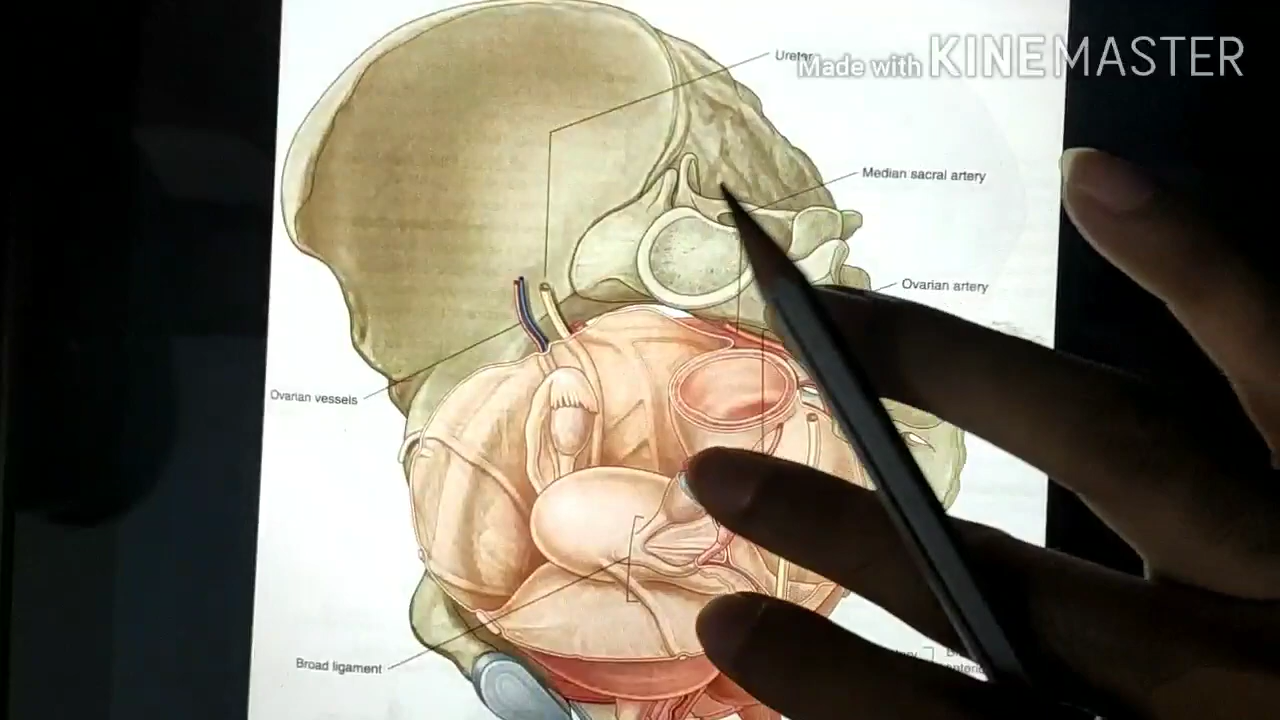 Ureter
Made with KINEMASTER
Median sacral artery
Ovarian artery
Ovarian vessels
Broad ligament